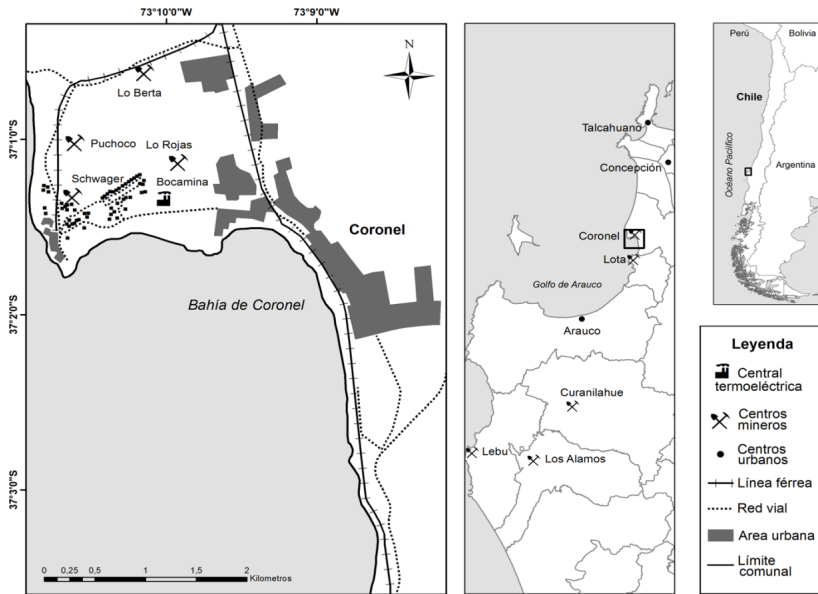 73°10'0"W
73°9'0"W
37°1'0"S
37°2'0"S
37°3'0"S
N
Lo Berta
Puchoco
Lo Rojas
Schwager
Bocamina
Coronel
Bahía de Coronel
0 0,25 0,5 1 1,5 2
Kilometros
Talcahuano
Concepción
Coronel
Lota
Golfo de Arauco
Arauco
Curanilahue
Lebu
Los Alamos
Perú
Bolivia
Chile
Océano Pacífico
Argentina
Leyenda
Central
termoeléctrica
Centros
mineros
Centros
urbanos
Línea férrea
Red vial
Area urbana
Límite
comunal